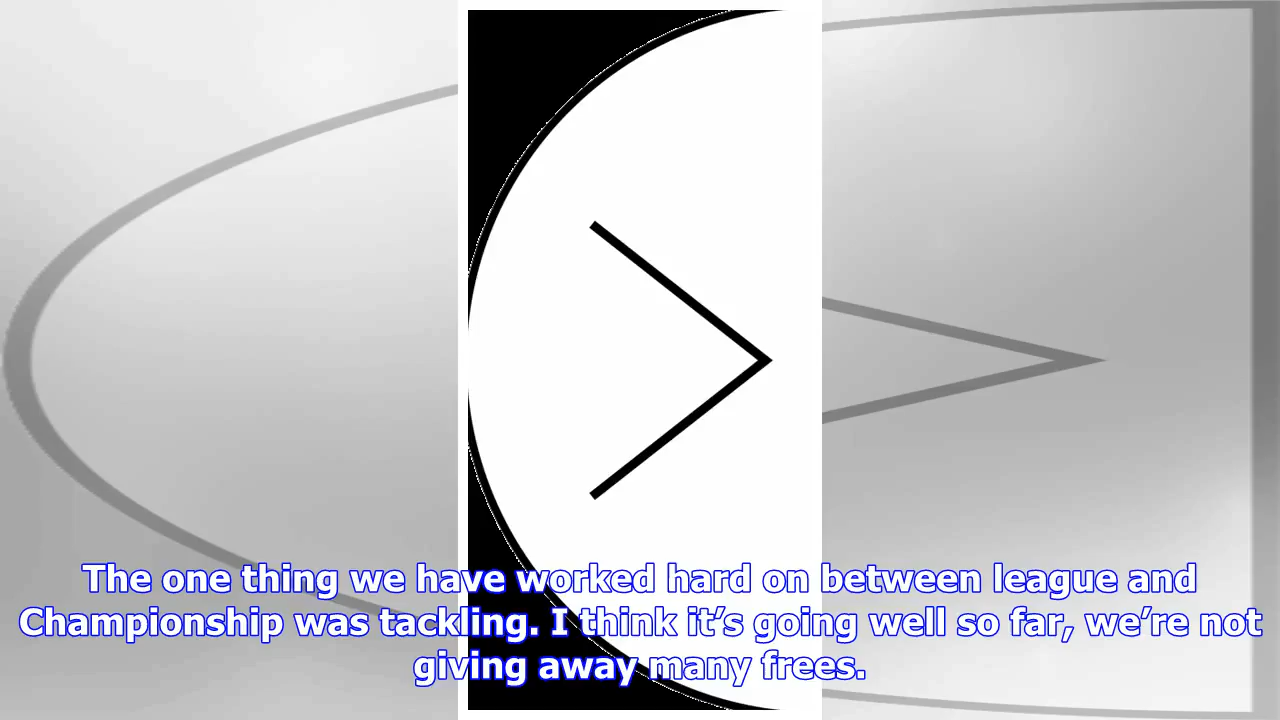 The one thing we have worked hard on between league and
Championship was tackling. I think it’s going well so far, we’re not
giving away many frees.